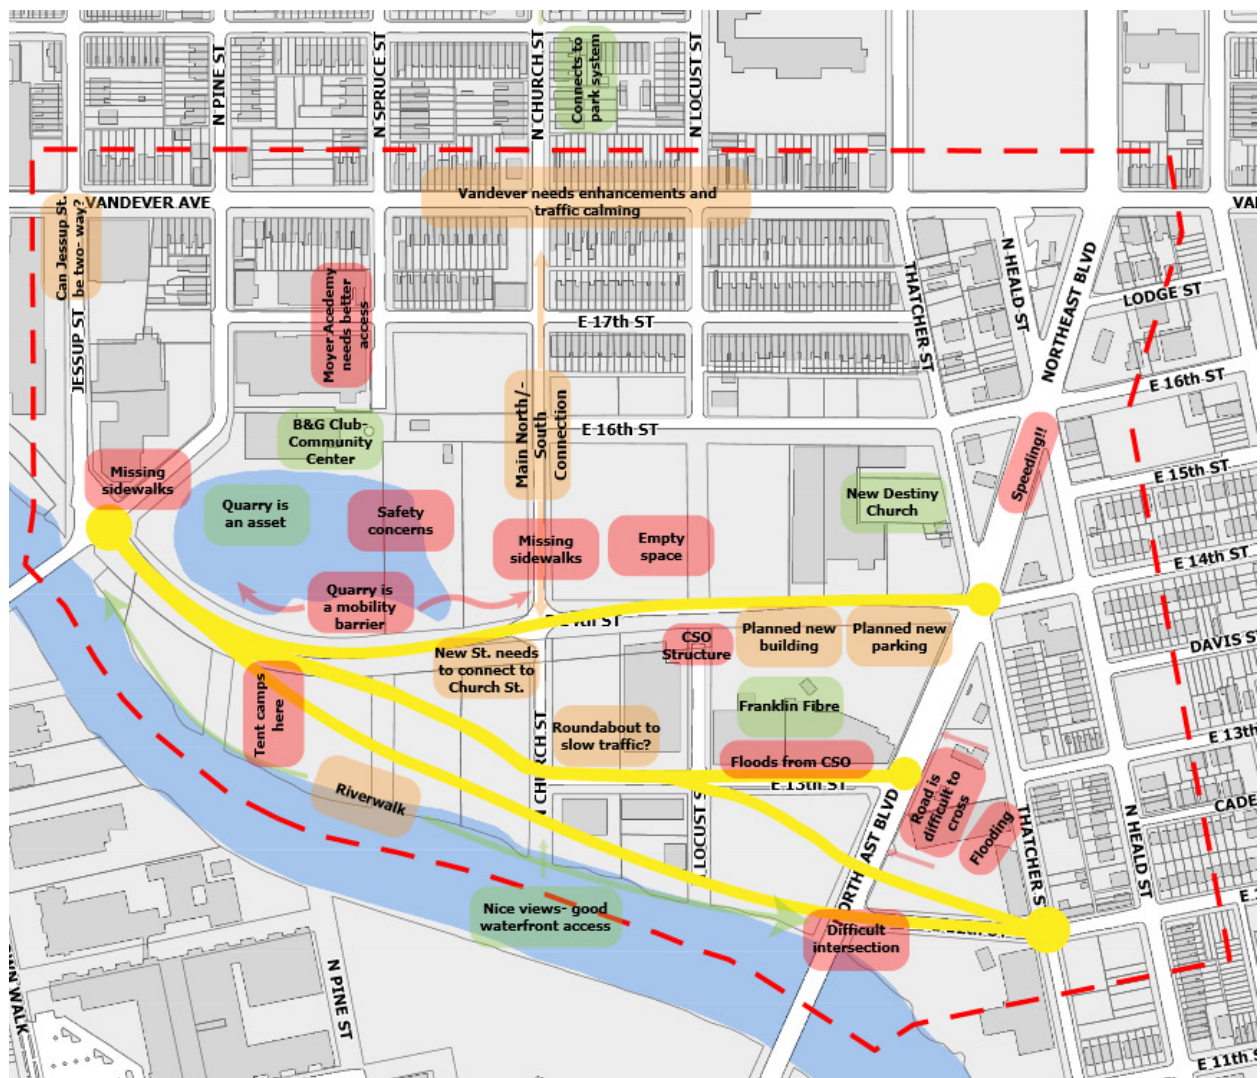 N PINE ST
N SPRUCE ST
N CHURCH ST
Connects to
park system
N LOCUST ST
Vandever needs enhancements and
traffic calming
VANDEVER AVE
Can Jessup St.
be two- way?
JESSUP ST
Moyer Acedemy
needs better
access
THATCHER ST
N HEALD ST
NORTHEAST BLVD
LODGE ST
E 17th ST
E 16th ST
Main North/-
South
Connection
B&G Club-
Community
Center
E 16th ST
Speeding!!
E 15th ST
Missing
sidewalks
Quarry is
an asset
Safety
concerns
New Destiny
Church
Missing
sidewalks
Empty
space
E 14th ST
Quarry is
a mobility
barrier
CSO
Structure
Planned new
building
Planned new
parking
DAVIS ST
New St. needs
to connect to
Church St.
Tent camps
here
Franklin Fibre
Roundabout to
slow traffic?
Floods from CSO
E 13th ST
E 13th
Riverwalk
N CHURCH ST
LOCUST S
Road is
difficult to
cross
Flooding
THATCHER S
N HEALD ST
CADE
ORTHEAST BLVD
Nice views- good
waterfront access
Difficult
intersection
N PINE ST
WALK
E 11th S